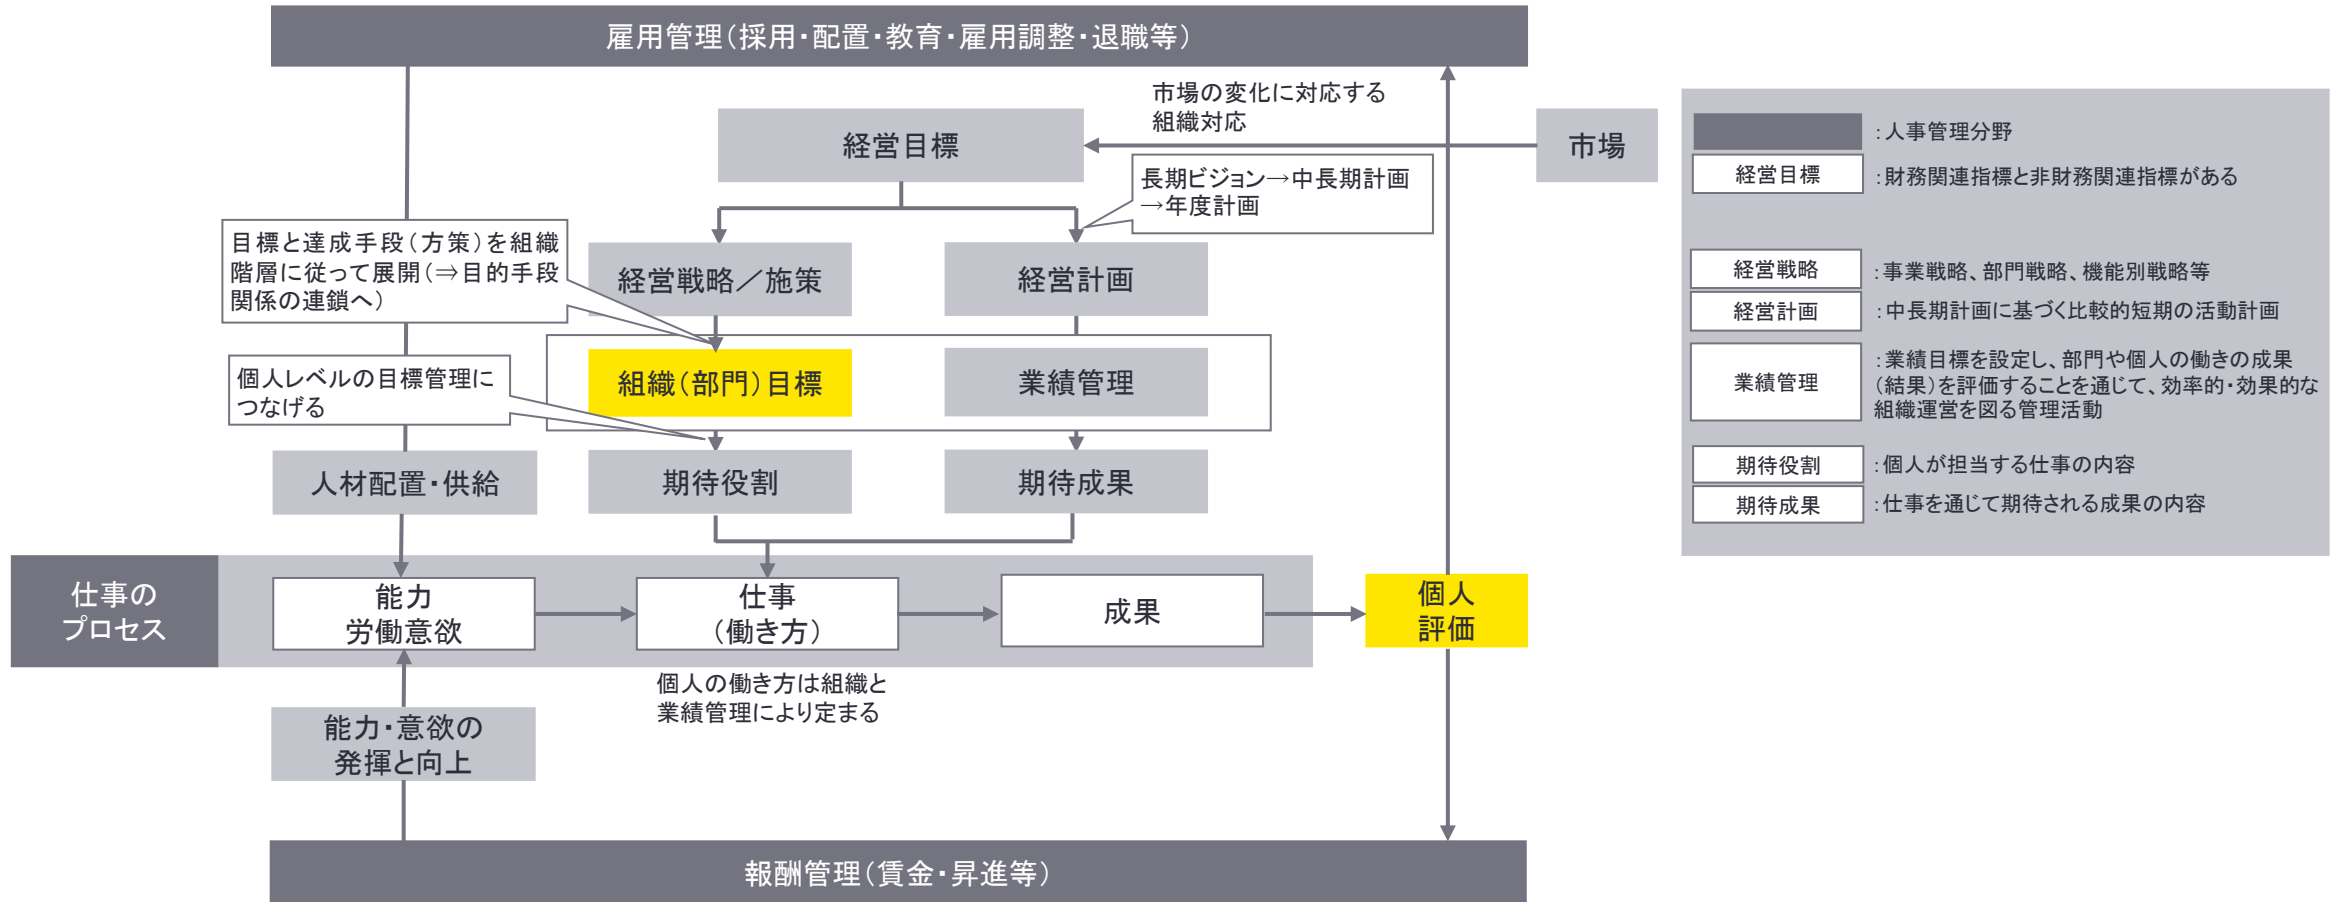 雇用管理(採用・配置・教育・雇用調整・退職等)
市場の変化に対応する
組織対応
経営目標
市場
長期ビジョン→中長期計画
→年度計画
目標と達成手段(方策)を組織
階層に従って展開(⇒目的手段
関係の連鎖へ)
経営戦略／施策
経営計画
個人レベルの目標管理に
つなげる
組織(部門)目標
業績管理
人材配置・供給
期待役割
期待成果
仕事の
プロセス
能力
労働意欲
仕事
(働き方)
成果
個人
評価
個人の働き方は組織と
業績管理により定まる
能力・意欲の
発揮と向上
報酬管理(賃金・昇進等)
：人事管理分野
経営目標
：財務関連指標と非財務関連指標がある
経営戦略
：事業戦略、部門戦略、機能別戦略等
経営計画
：中長期計画に基づく比較的短期の活動計画
業績管理
：業績目標を設定し、部門や個人の働きの成果
(結果)を評価することを通じて、効率的・効果的な
組織運営を図る管理活動
期待役割
：個人が担当する仕事の内容
期待成果
：仕事を通じて期待される成果の内容